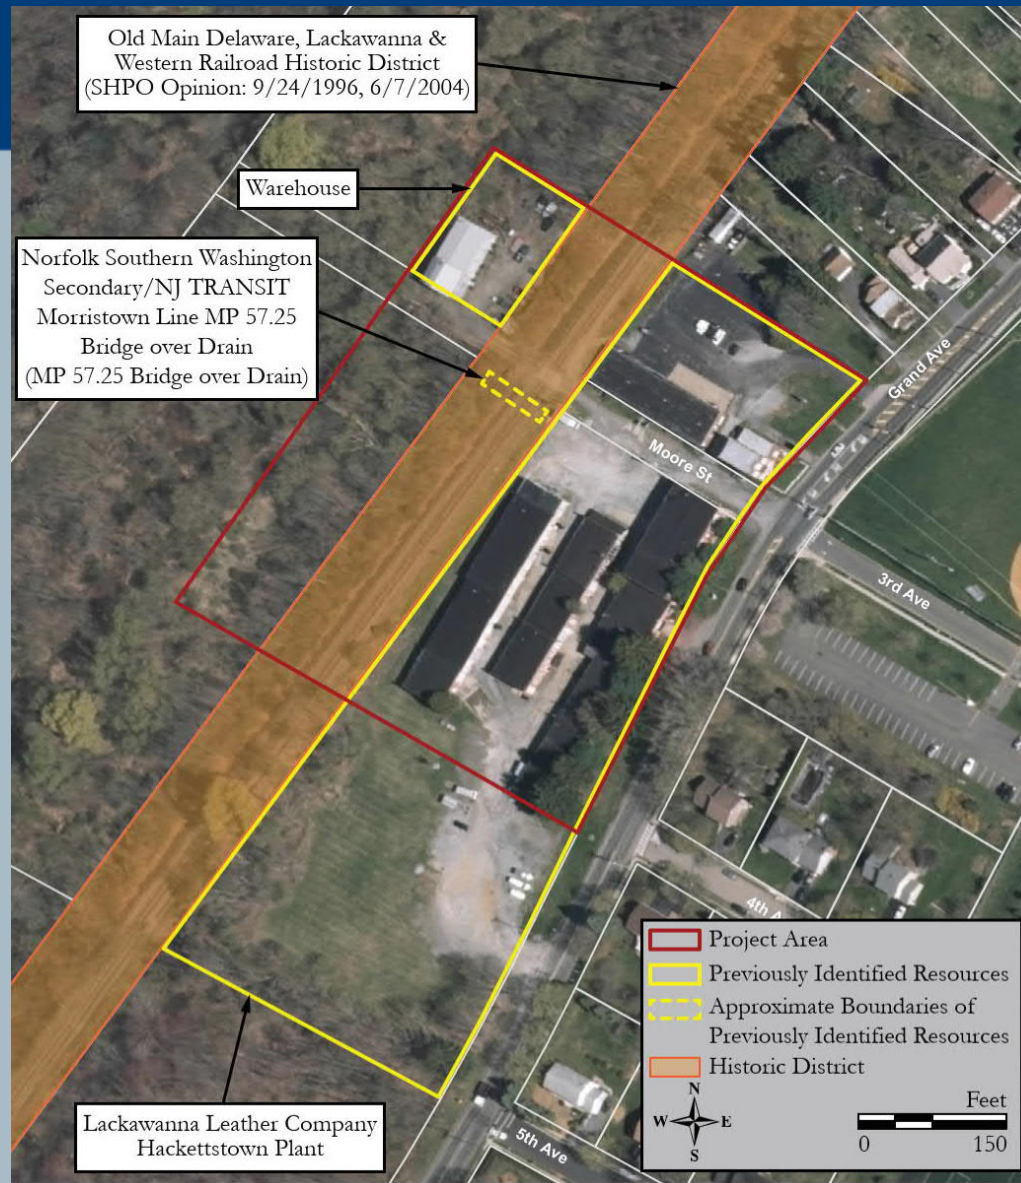 Old Main Delaware, Lackawanna &
Western Railroad Historic District
(SHPO Opinion: 9/24/1996, 6/7/2004)
Warehouse
Norfolk Southern Washington
Secondary/NJ TRANSIT
Morristown Line MP 57.25
Bridge over Drain
(MP 57.25 Bridge over Drain)
Grand Ave
Moore St
3rd Ave
4th
5th Ave
Lackawanna Leather Company
Hackettstown Plant
Project Area
Previously Identified Resources
Approximate Boundaries of
Previously Identified Resources
Historic District
N
W E
S
Feet
0 150